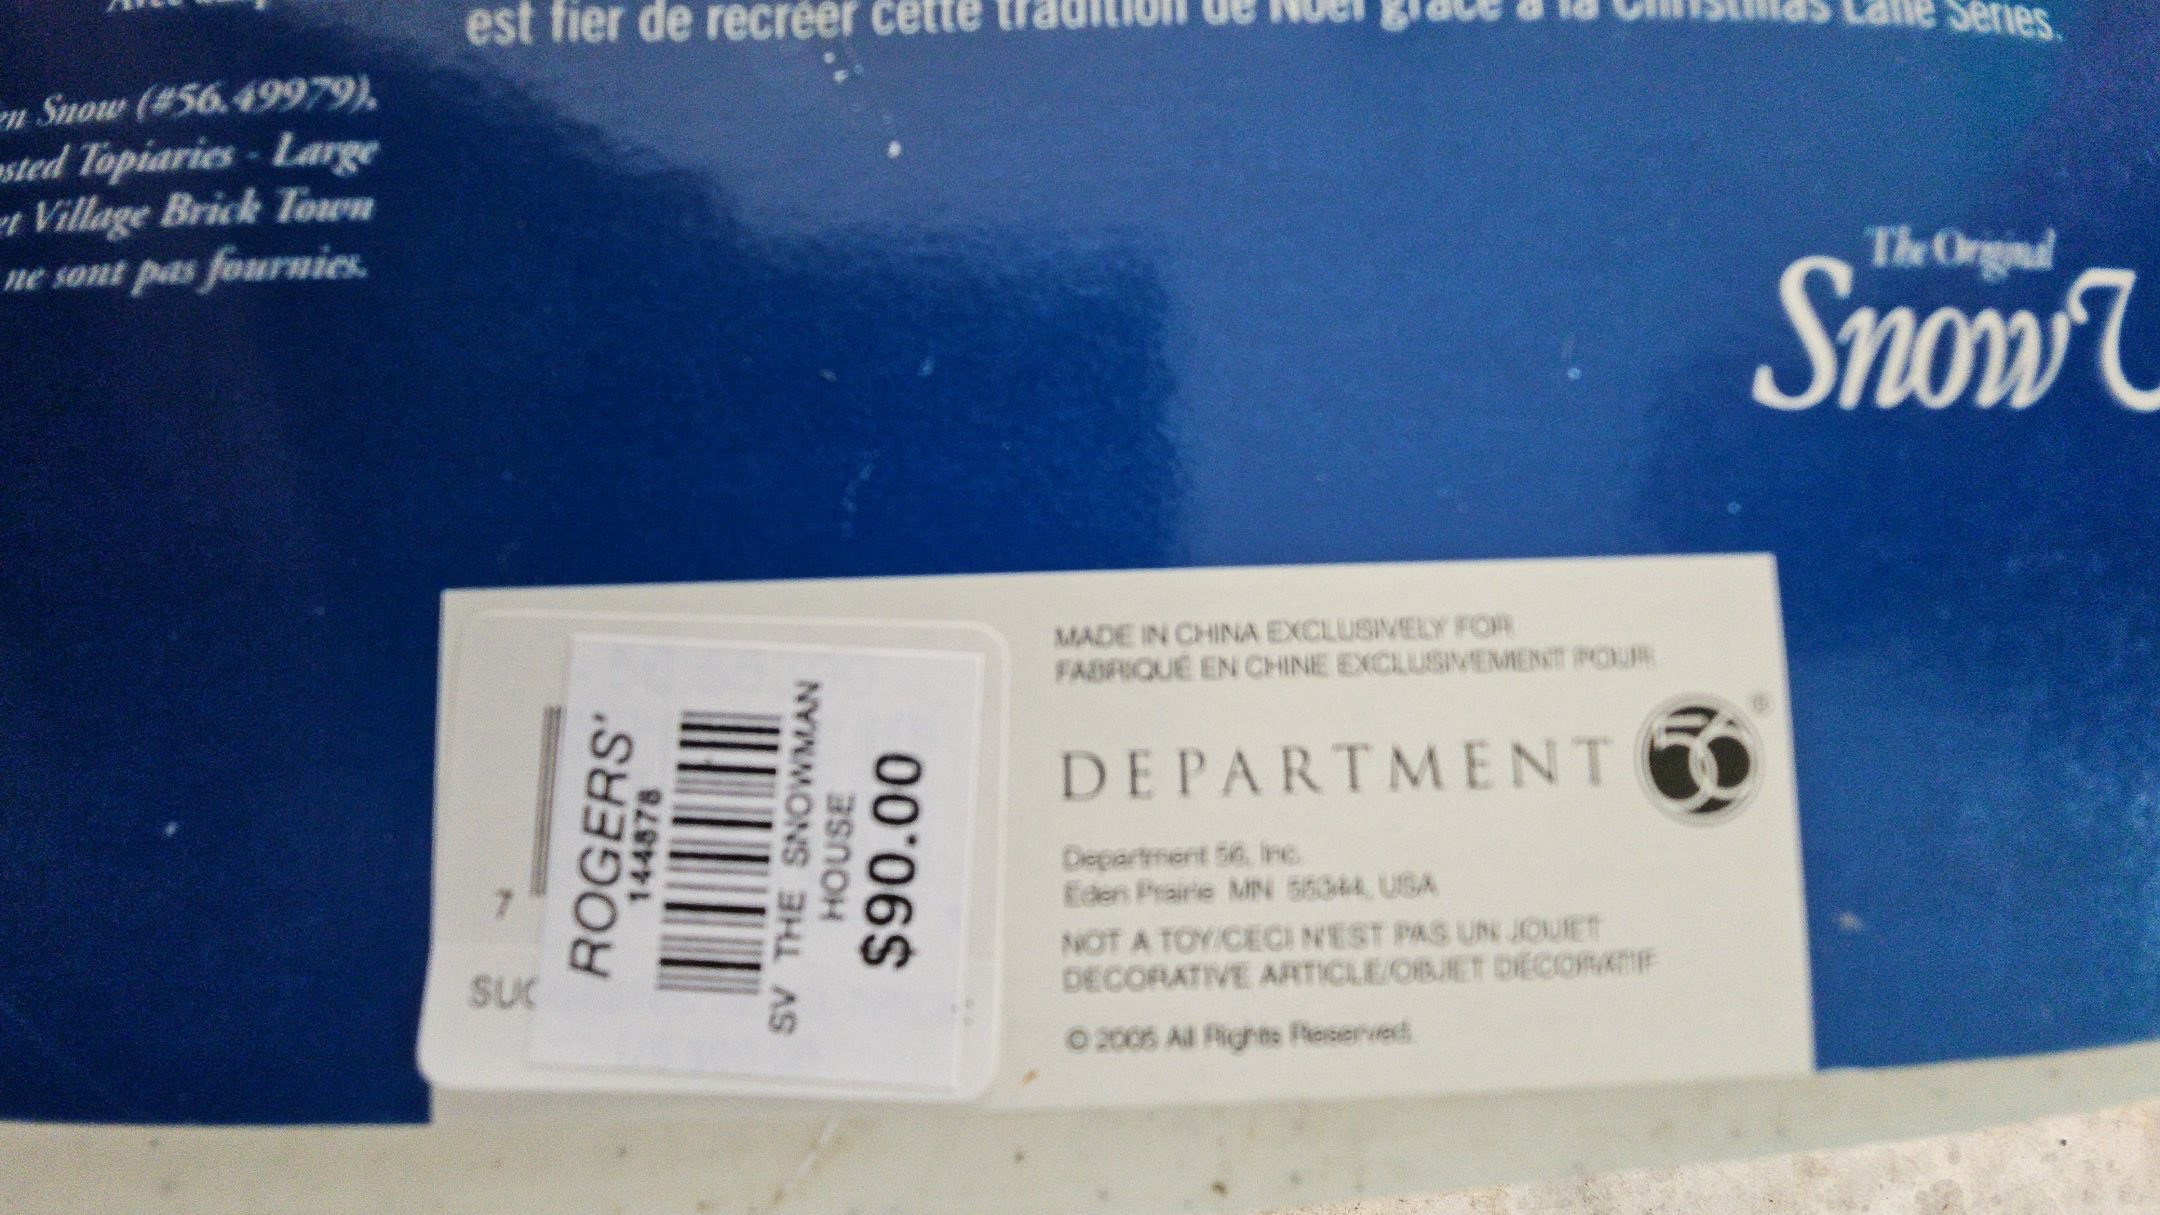 est fier de recréer cette tradition de Noël grâce à la Christmas Lane Series.
en Snow (#56.49979),
osted Topiaries - Large
et Village Brick Town
ne sont pas fournies.
The Original
Snow V
7
SUC
ROGERS'
144878
SV THE SNOWMAN
HOUSE
$90.00
MADE IN CHINA EXCLUSIVELY FOR
FABRIQUÉ EN CHINE EXCLUSIVEMENT POUR
DEPARTMENT 56®
Department 56, Inc.
Eden Prairie MN 55344, USA
NOT A TOY/CECI N'EST PAS UN JOUET
DECORATIVE ARTICLE/OBJET DÉCORATIF
© 2005 All Rights Reserved.